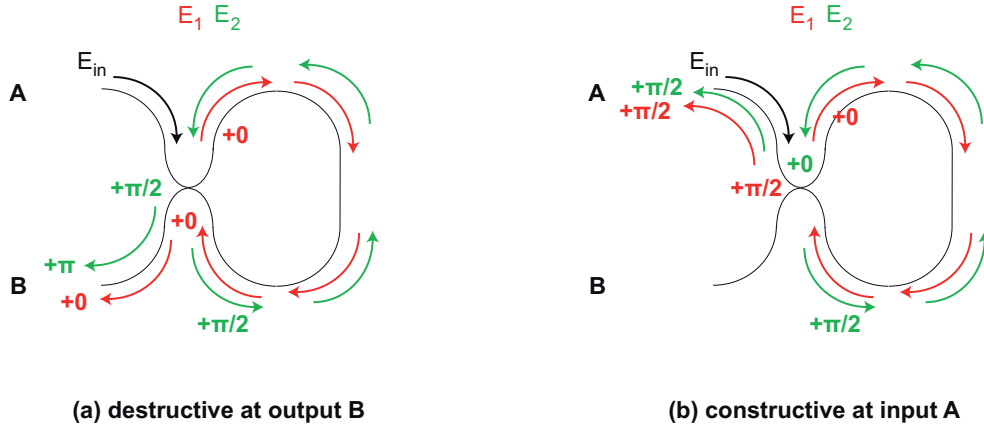 E1 E2
Ein
A
+0
+π/2
+0
+π
B
+0
+π/2
(a) destructive at output B
E1 E2
Ein
+π/2
A
+π/2
+0
+0
+π/2
B
+π/2
(b) constructive at input A